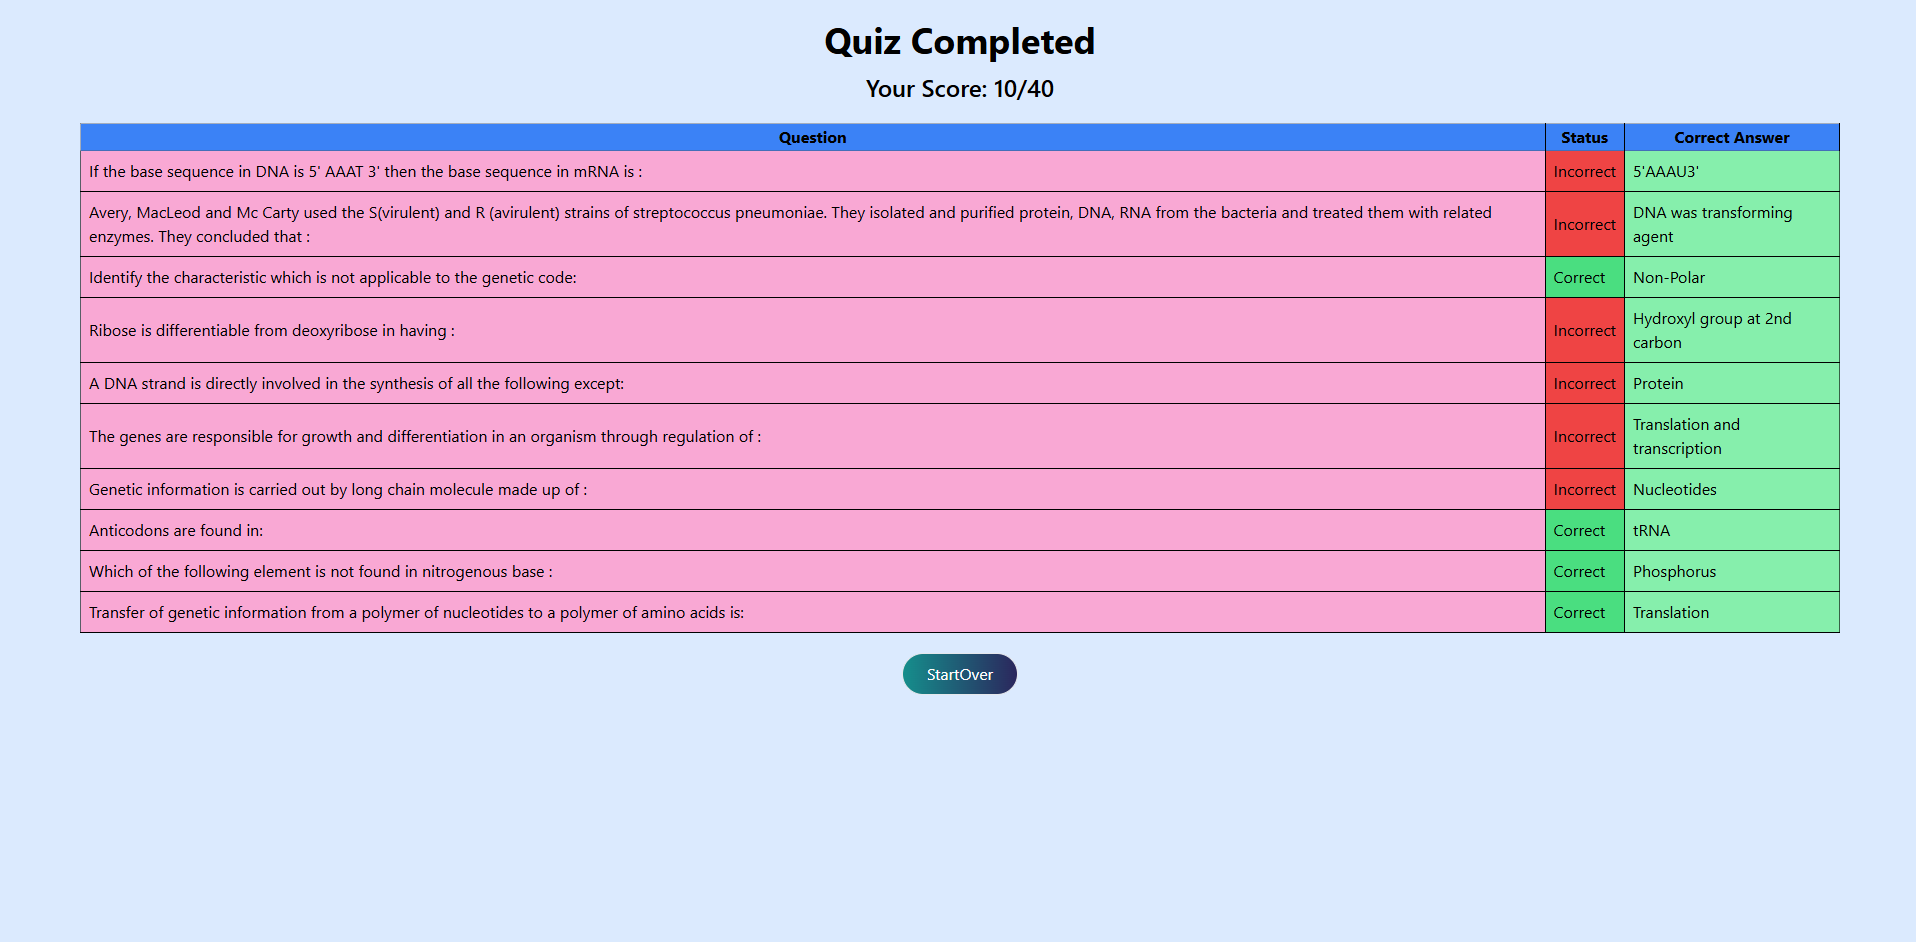 Quiz Completed
Your Score: 10/40
Question Status Correct Answer
If the base sequence in DNA is 5' AAAT 3' then the base sequence in mRNA is : Incorrect 5'AAAU3'
Avery, MacLeod and Mc Carty used the S(virulent) and R (avirulent) strains of streptococcus pneumoniae. They isolated and purified protein, DNA, RNA from the bacteria and treated them with related
enzymes. They concluded that :
Incorrect
DNA was transforming
agent
Identify the characteristic which is not applicable to the genetic code: Correct Non-Polar
Ribose is differentiable from deoxyribose in having : Incorrect
Hydroxyl group at 2nd
carbon
A DNA strand is directly involved in the synthesis of all the following except: Incorrect Protein
The genes are responsible for growth and differentiation in an organism through regulation of : Incorrect
Translation and
transcription
Genetic information is carried out by long chain molecule made up of : Incorrect Nucleotides
Anticodons are found in: Correct tRNA
Which of the following element is not found in nitrogenous base : Correct Phosphorus
Transfer of genetic information from a polymer of nucleotides to a polymer of amino acids is: Correct Translation
StartOver